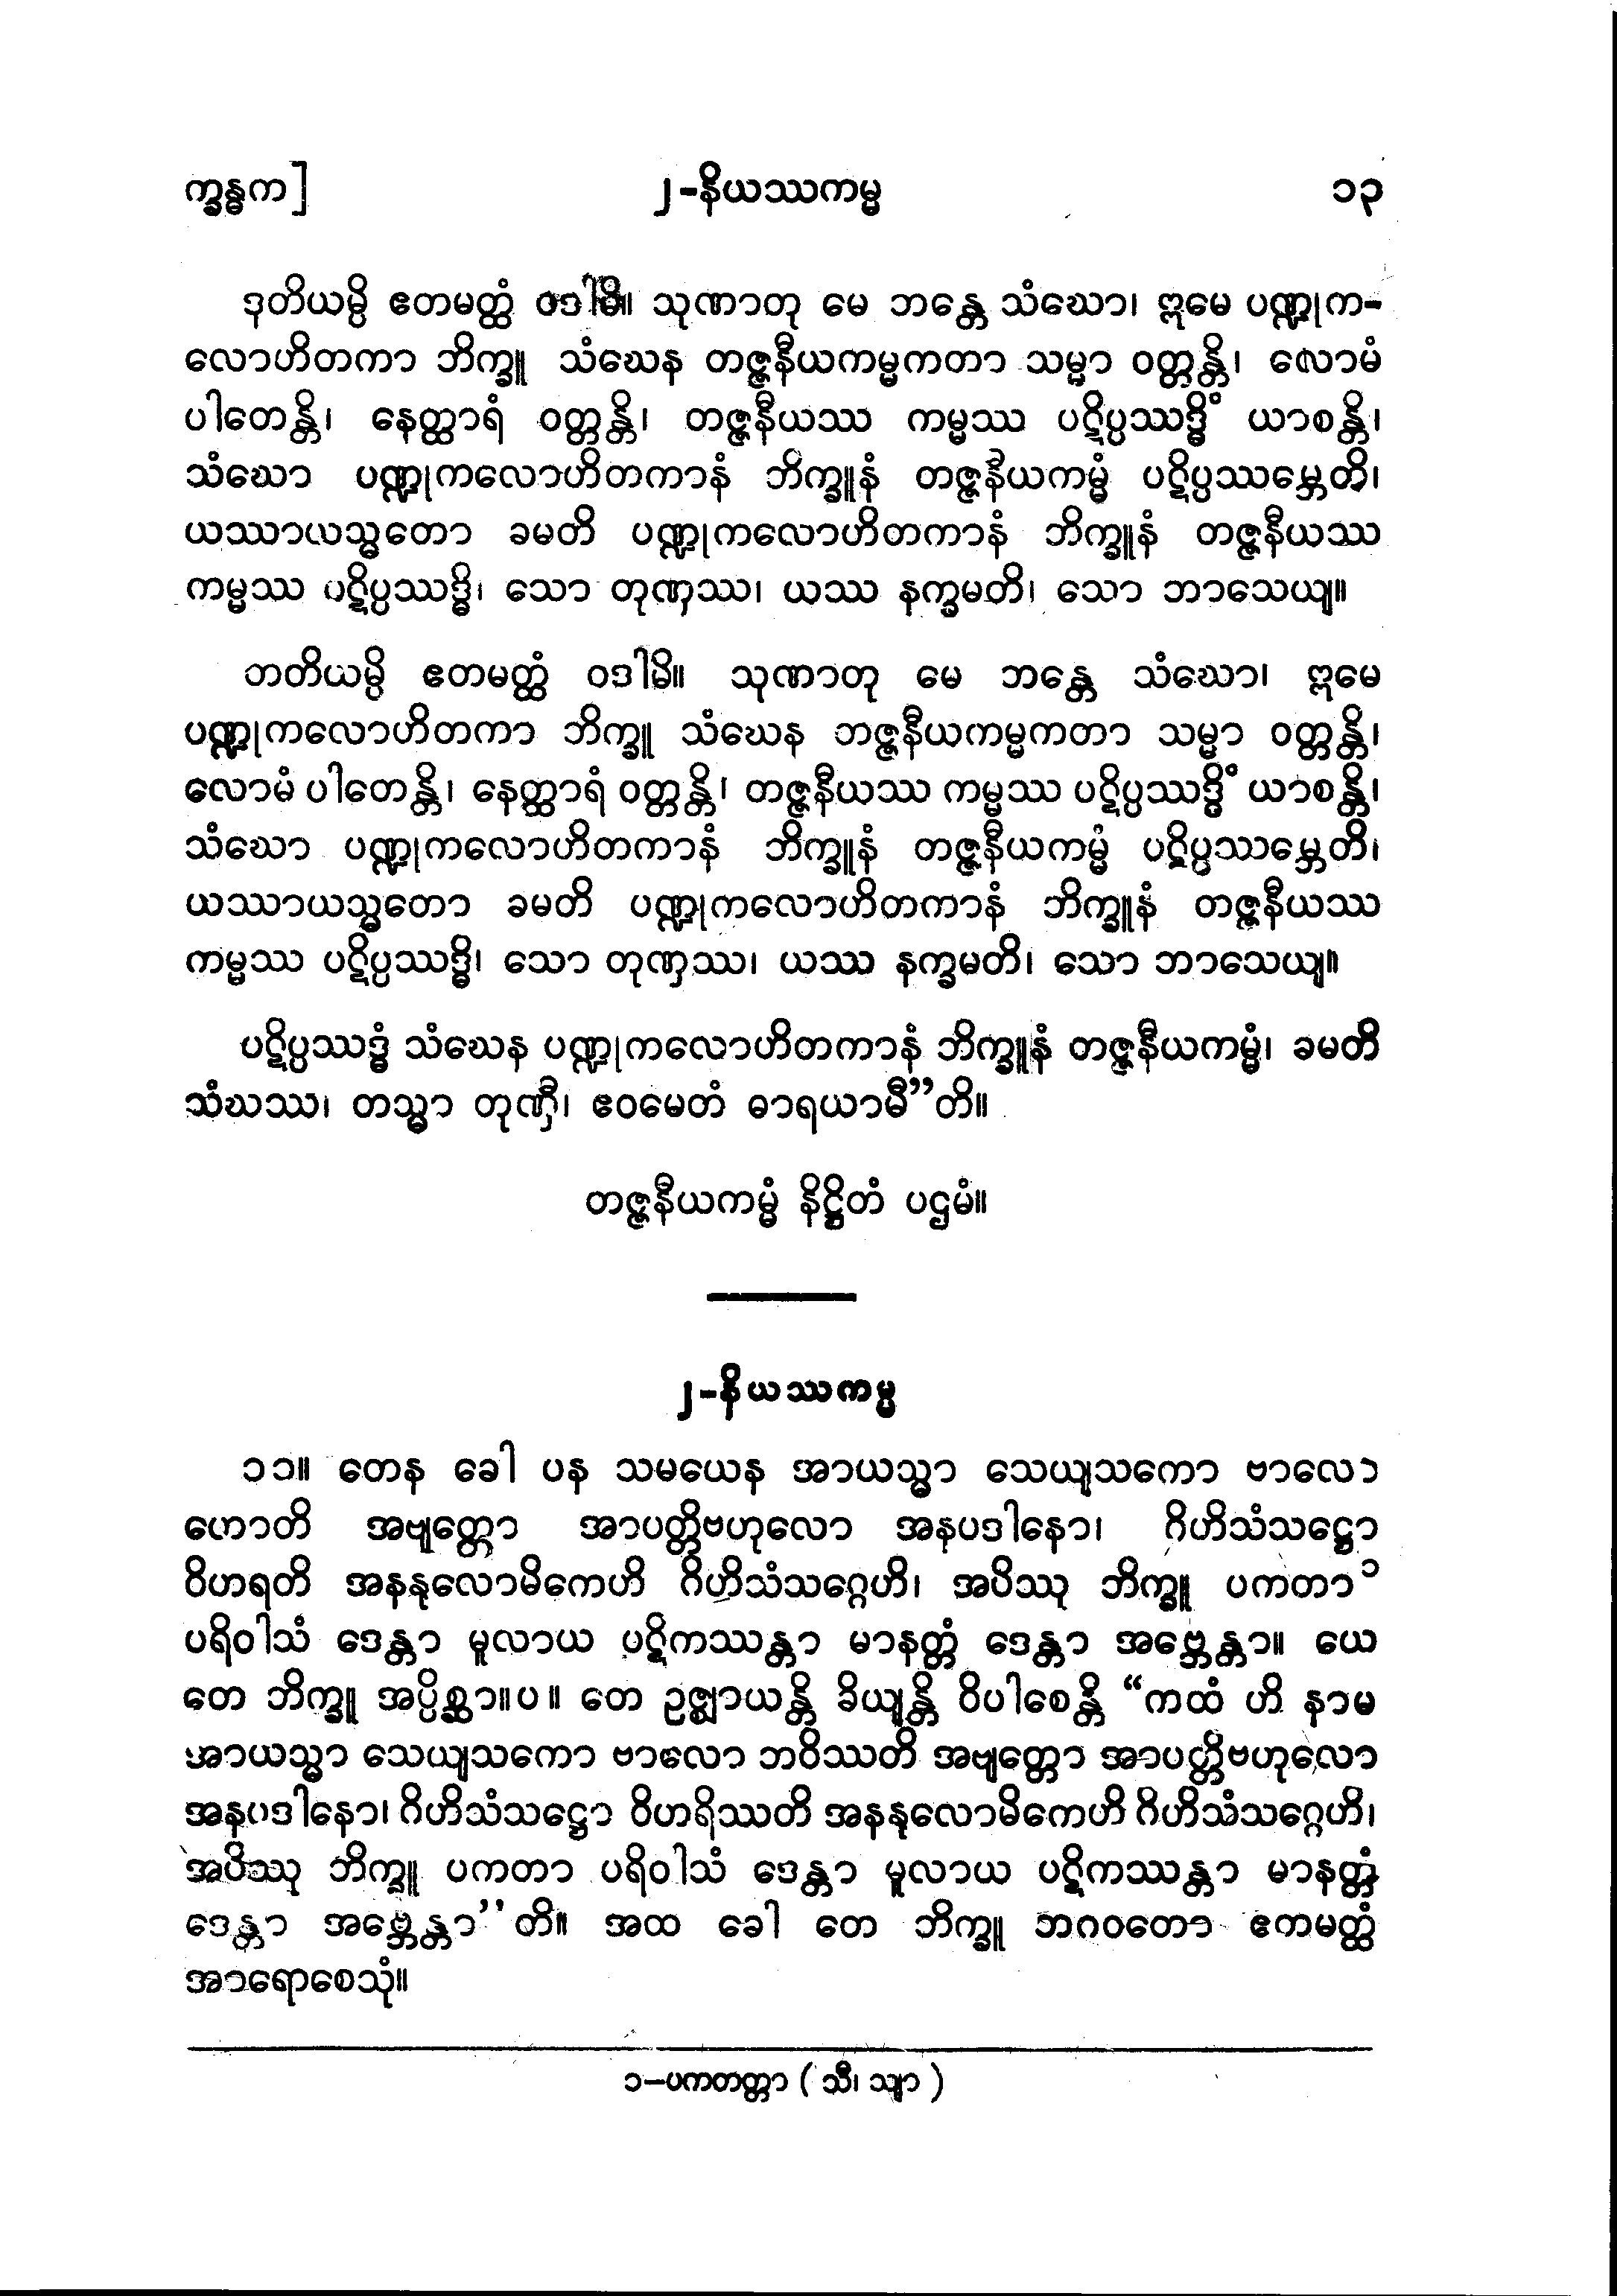 က္ခန္ဓက]
၂-နိယဿကမ္မ
၁၃
ဒုတိယမ္ပိ ဧတမတ္ထံ ဝဒါမိ။ သုဏာတု မေ ဘန္တေ သံဃော၊ ဣမေ ပဏ္ဍုက-
လောဟိတကာ ဘိက္ခူ သံဃေန တဇ္ဇနီယကမ္မကတာ သမ္မာ ဝတ္တန္တိ၊ လောမံ
ပါတေန္တိ၊ နေတ္ထာရံ ဝတ္တန္တိ၊ တဇ္ဇနီယဿ ကမ္မဿ ပဋိပ္ပဿဒ္ဓိံ ယာစန္တိ၊
သံဃော ပဏ္ဍုကလောဟိတကာနံ ဘိက္ခူနံ တဇ္ဇနီယကမ္မံ ပဋိပ္ပဿမ္ဘေတိ၊
ယဿာယသ္မတော ခမတိ ပဏ္ဍုကလောဟိတကာနံ ဘိက္ခူနံ တဇ္ဇနီယဿ
ကမ္မဿ ပဋိပ္ပဿဒ္ဓိ၊ သော တုဏှဿ၊ ယဿ နက္ခမတိ၊ သော ဘာသေယျ။
တတိယမ္ပိ ဧတမတ္ထံ ဝဒါမိ။ သုဏာတု မေ ဘန္တေ သံဃော၊ ဣမေ
ပဏ္ဍုကလောဟိတကာ ဘိက္ခူ သံဃေန တဇ္ဇနီယကမ္မကတာ သမ္မာ ဝတ္တန္တိ၊
လောမံ ပါတေန္တိ၊ နေတ္ထာရံ ဝတ္တန္တိ၊ တဇ္ဇနီယဿ ကမ္မဿ ပဋိပ္ပဿဒ္ဓိံ ယာစန္တိ၊
သံဃော ပဏ္ဍုကလောဟိတကာနံ ဘိက္ခူနံ တဇ္ဇနီယကမ္မံ ပဋိပ္ပဿမ္ဘေတိ၊
ယဿာယသ္မတော ခမတိ ပဏ္ဍုကလောဟိတကာနံ ဘိက္ခူနံ တဇ္ဇနီယဿ
ကမ္မဿ ပဋိပ္ပဿဒ္ဓိ၊ သော တုဏှဿ၊ ယဿ နက္ခမတိ၊ သော ဘာသေယျ။
ပဋိပ္ပဿဒ္ဓံ သံဃေန ပဏ္ဍုကလောဟိတကာနံ ဘိက္ခူနံ တဇ္ဇနီယကမ္မံ၊ ခမတိ
သံဃဿ၊ တသ္မာ တုဏှီ၊ ဧဝမေတံ ဓာရယာမီ”တိ။
တဇ္ဇနီယကမ္မံ နိဋ္ဌိတံ ပဌမံ။
၂-နိယဿကမ္မ
၁၁။ တေန ခေါ ပန သမယေန အာယသ္မာ သေယျသကော ဗာလော
ဟောတိ အဗျတ္တော အာပတ္တိဗဟုလော အနပဒါနော၊ ဂိဟိသံသဋ္ဌော
ဝိဟရတိ အနနုလောမိကေဟိ ဂိဟိသံသဂ္ဂေဟိ၊ အပိဿု ဘိက္ခူ ပကတာ ၁
ပရိဝါသံ ဒေန္တာ မူလာယ ပဋိကဿန္တာ မာနတ္တံ ဒေန္တာ အဗ္ဘေန္တာ။ ယေ
တေ ဘိက္ခူ အပ္ပိစ္ဆာ။ပ။ တေ ဥဇ္ဈာယန္တိ ခိယျန္တိ ဝိပါစေန္တိ “ကထံ ဟိ နာမ
အာယသ္မာ သေယျသကော ဗာလော ဘဝိဿတိ အဗျတ္တော အာပတ္တိဗဟုလော
အနပဒါနော၊ ဂိဟိသံသဋ္ဌော ဝိဟရိဿတိ အနနုလောမိကေဟိ ဂိဟိသံသဂ္ဂေဟိ၊
အပိဿု ဘိက္ခူ ပကတာ ပရိဝါသံ ဒေန္တာ မူလာယ ပဋိကဿန္တာ မာနတ္တံ
ဒေန္တာ အဗ္ဘေန္တာ”တိ။ အထ ခေါ တေ ဘိက္ခူ ဘဂဝတော ဧကမတ္ထံ
အာရောစေသုံ။
၁-ပကတတ္တာ (သီ၊ သျာ)